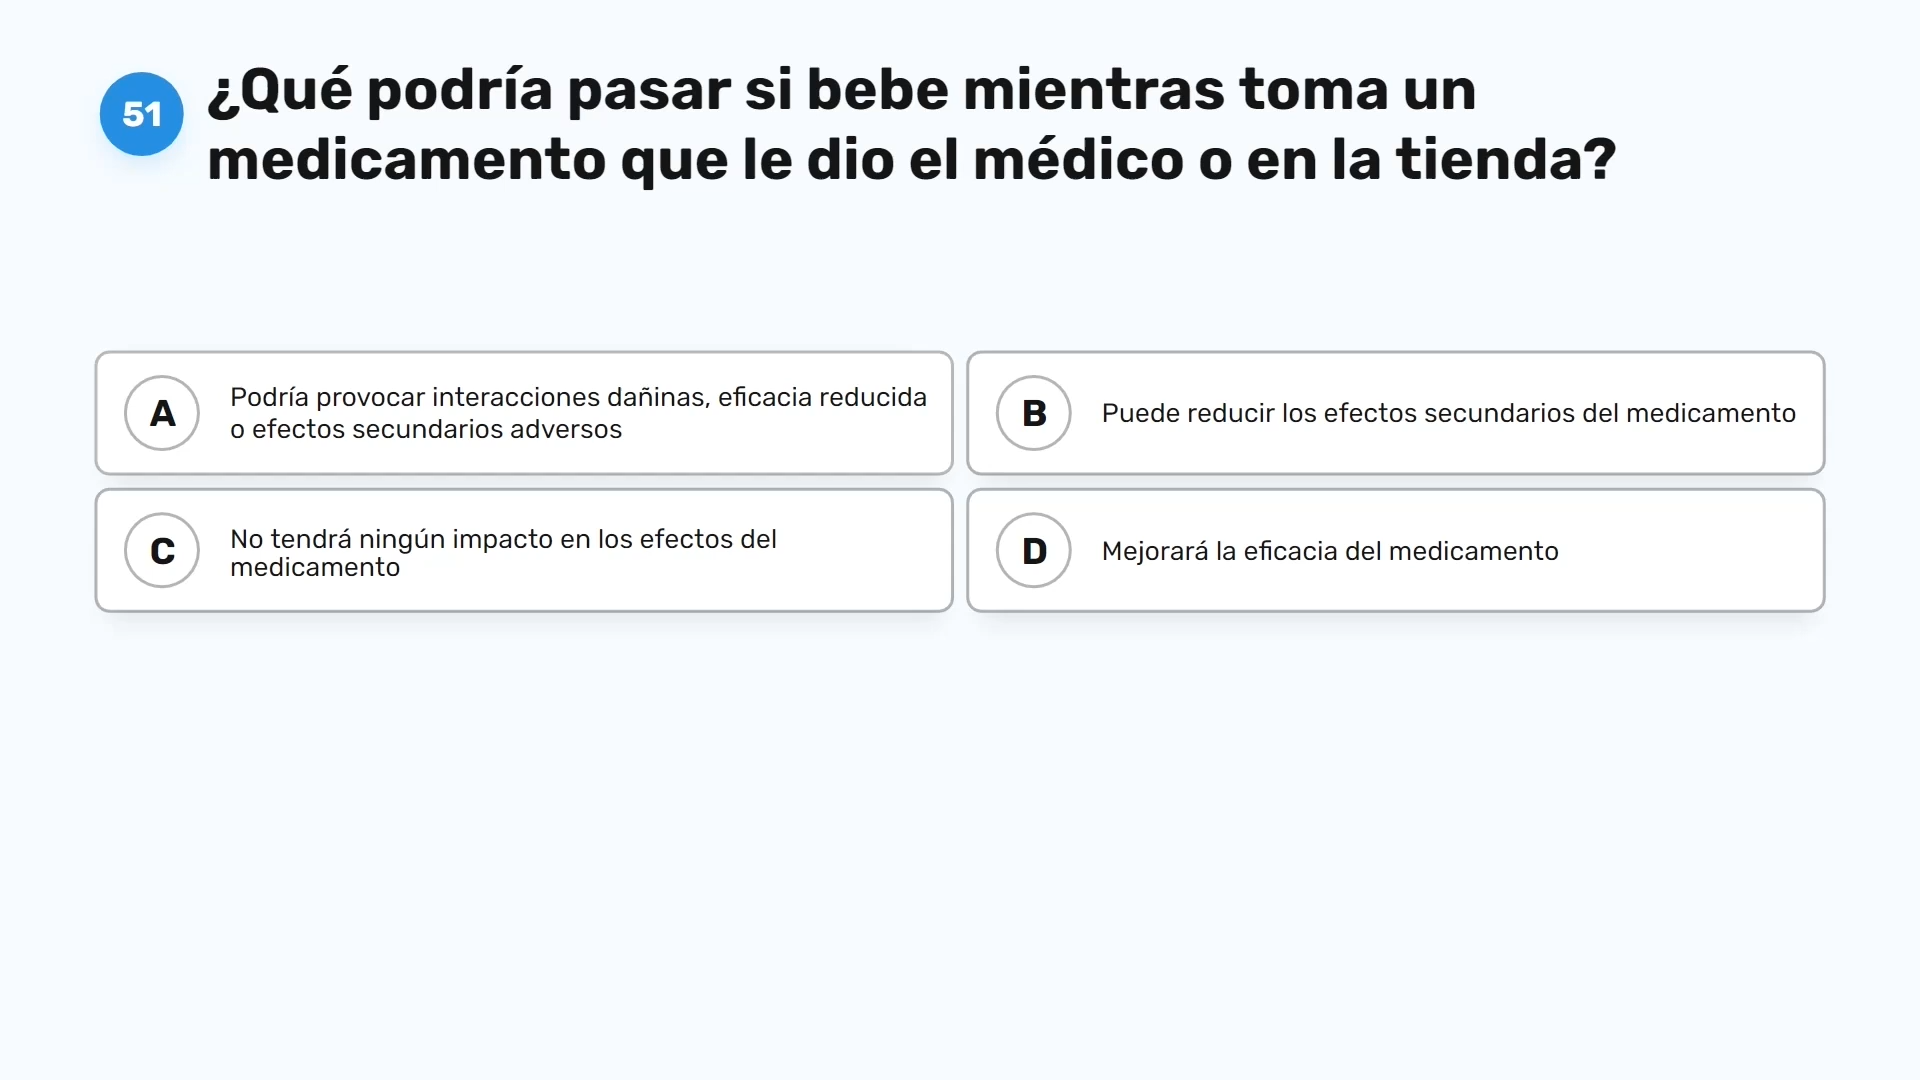 51
¿Qué podría pasar si bebe mientras toma un
medicamento que le dio el médico o en la tienda?
A
Podría provocar interacciones dañinas, eficacia reducida
o efectos secundarios adversos
B
Puede reducir los efectos secundarios del medicamento
C
No tendrá ningún impacto en los efectos del
medicamento
D
Mejorará la eficacia del medicamento